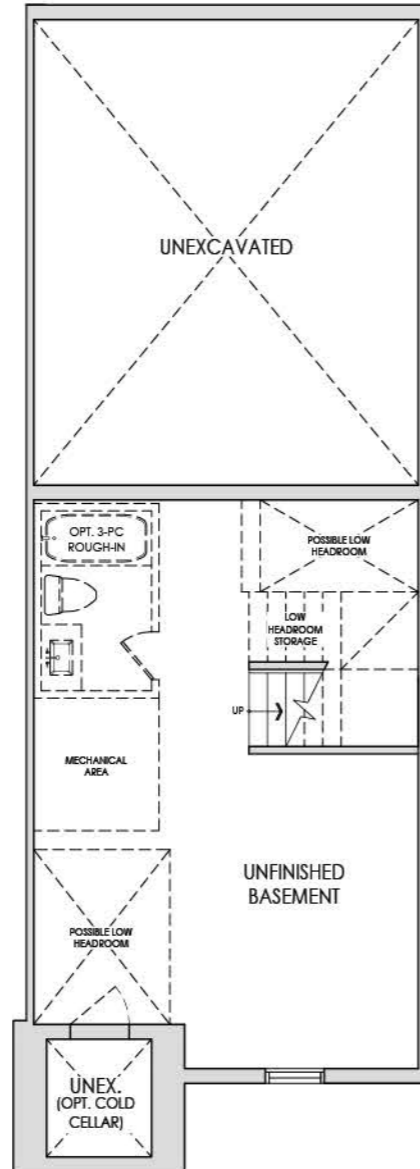 UNEXCAVATED
OPT. 3-PC
ROUGH-IN
POSSIBLE LOW
HEADROOM
LOW
HEADROOM
STORAGE
UP
MECHANICAL
AREA
UNFINISHED
BASEMENT
POSSIBLE LOW
HEADROOM
UNEX.
(OPT. COLD
CELLAR)